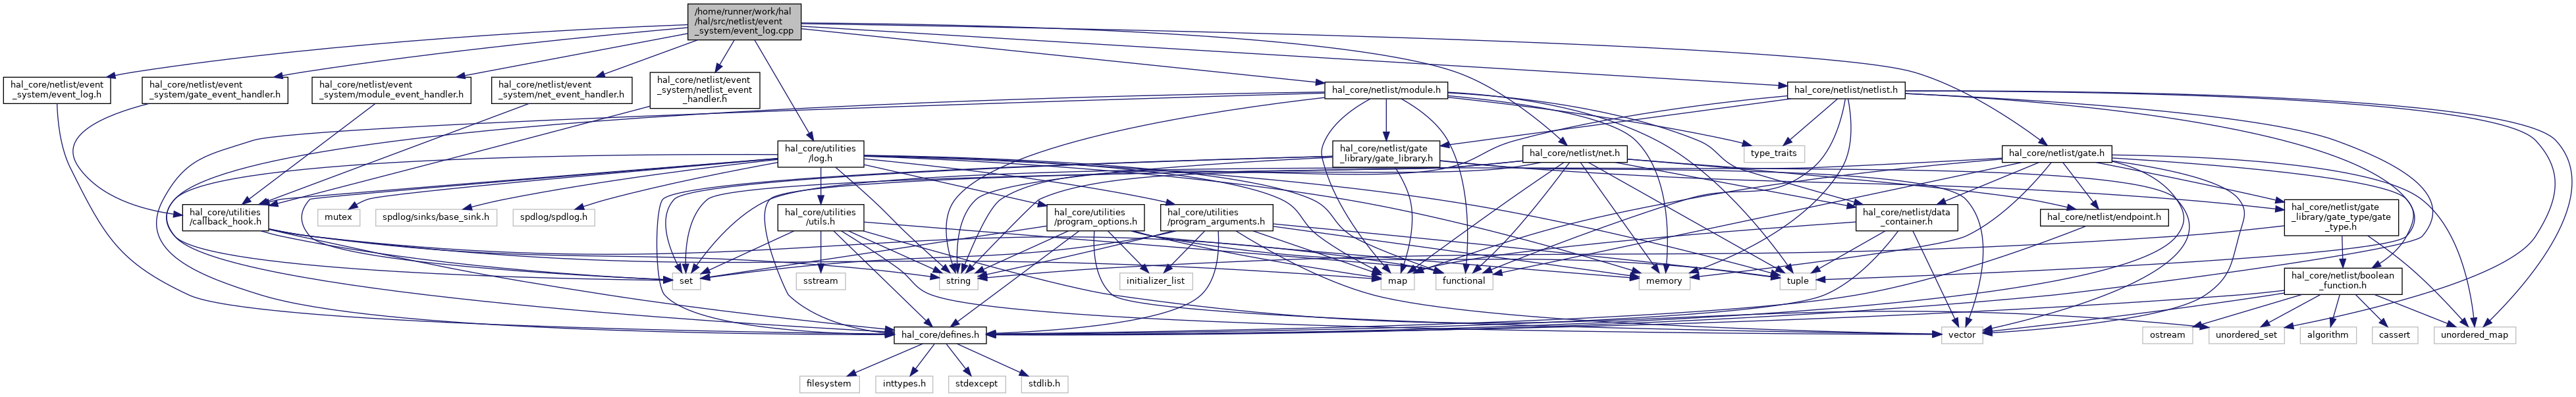 /home/runner/work/hal
/hal/src/netlist/event
_system/event_log.cpp
hal_core/netlist/event
_system/event_log.h
hal_core/netlist/event
_system/gate_event_handler.h
hal_core/netlist/event
_system/module_event_handler.h
hal_core/netlist/event
_system/net_event_handler.h
hal_core/netlist/event
_system/netlist_event
_handler.h
hal_core/netlist/module.h
hal_core/netlist/netlist.h
hal_core/utilities
/log.h
hal_core/netlist/gate
_library/gate_library.h
hal_core/netlist/net.h
type_traits
hal_core/netlist/gate.h
hal_core/utilities
/callback_hook.h
mutex
spdlog/sinks/base_sink.h
spdlog/spdlog.h
hal_core/utilities
/utils.h
hal_core/utilities
/program_options.h
hal_core/utilities
/program_arguments.h
hal_core/netlist/data
_container.h
hal_core/netlist/endpoint.h
hal_core/netlist/gate
_library/gate_type/gate
_type.h
set
sstream
string
initializer_list
map
functional
memory
tuple
hal_core/netlist/boolean
_function.h
hal_core/defines.h
vector
ostream
unordered_set
algorithm
cassert
unordered_map
filesystem
inttypes.h
stdexcept
stdlib.h